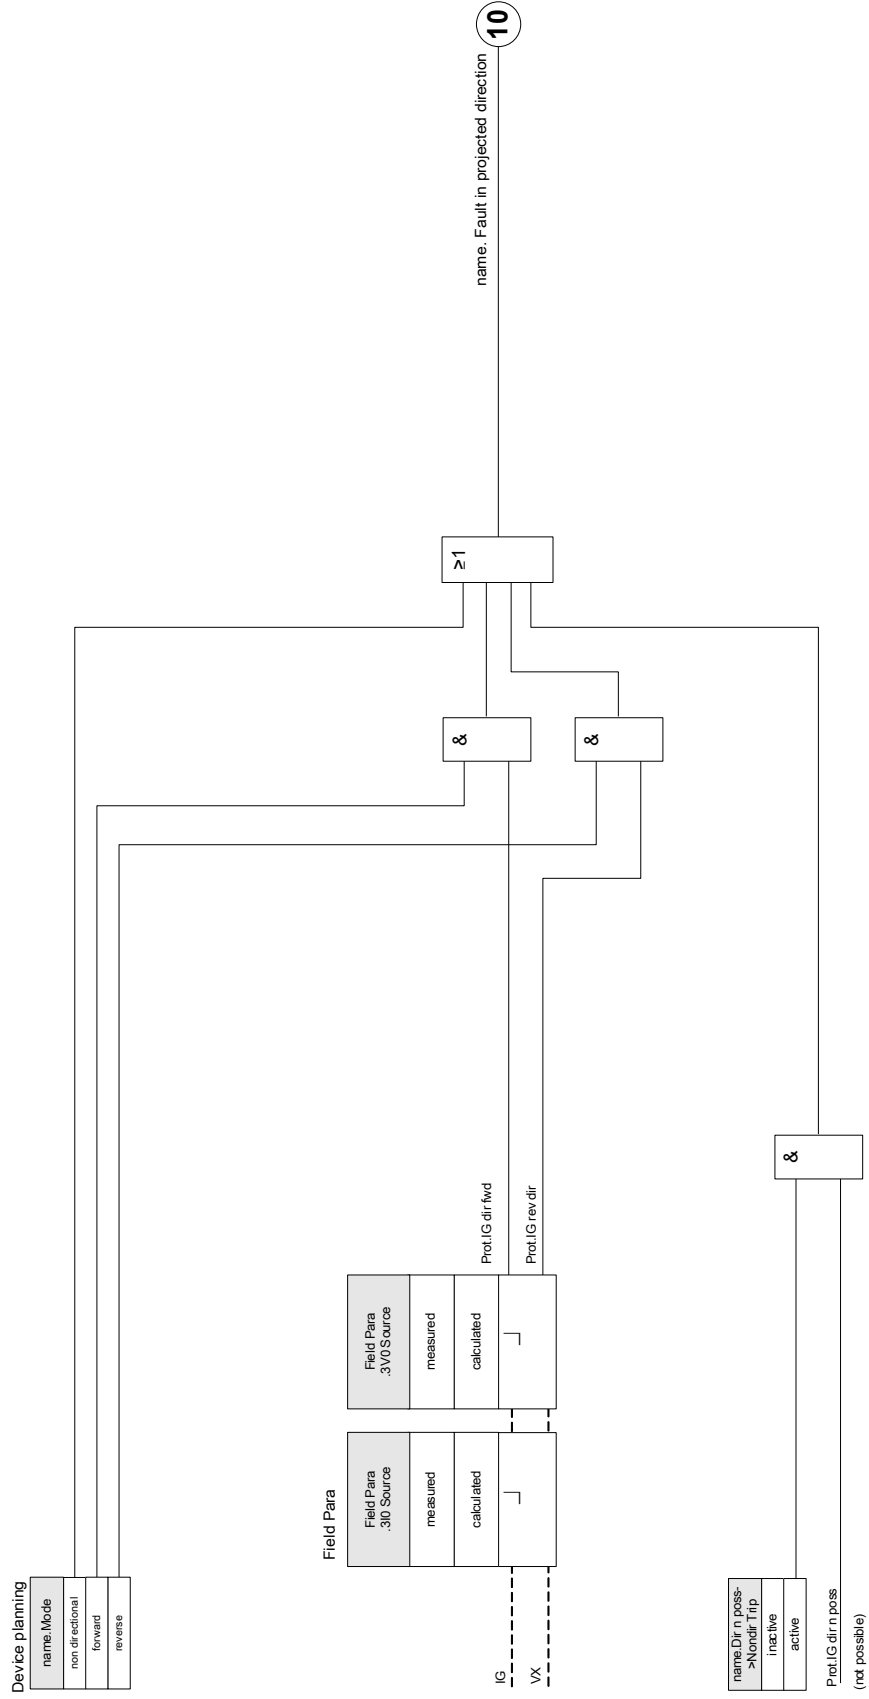 Device planning
name.Mode
non directional
forward
reverse
Field Para
Field Para
.3I0 Source
measured
calculated
Field Para
.3V0 Source
measured
calculated
IG
VX
Prot.IG dir fwd
Prot.IG rev dir
&
&
≥1
name. Fault in projected direction
10
name.Dir n poss-
>Nondir Trip
inactive
active
Prot.IG dir n poss
(not possible)
&